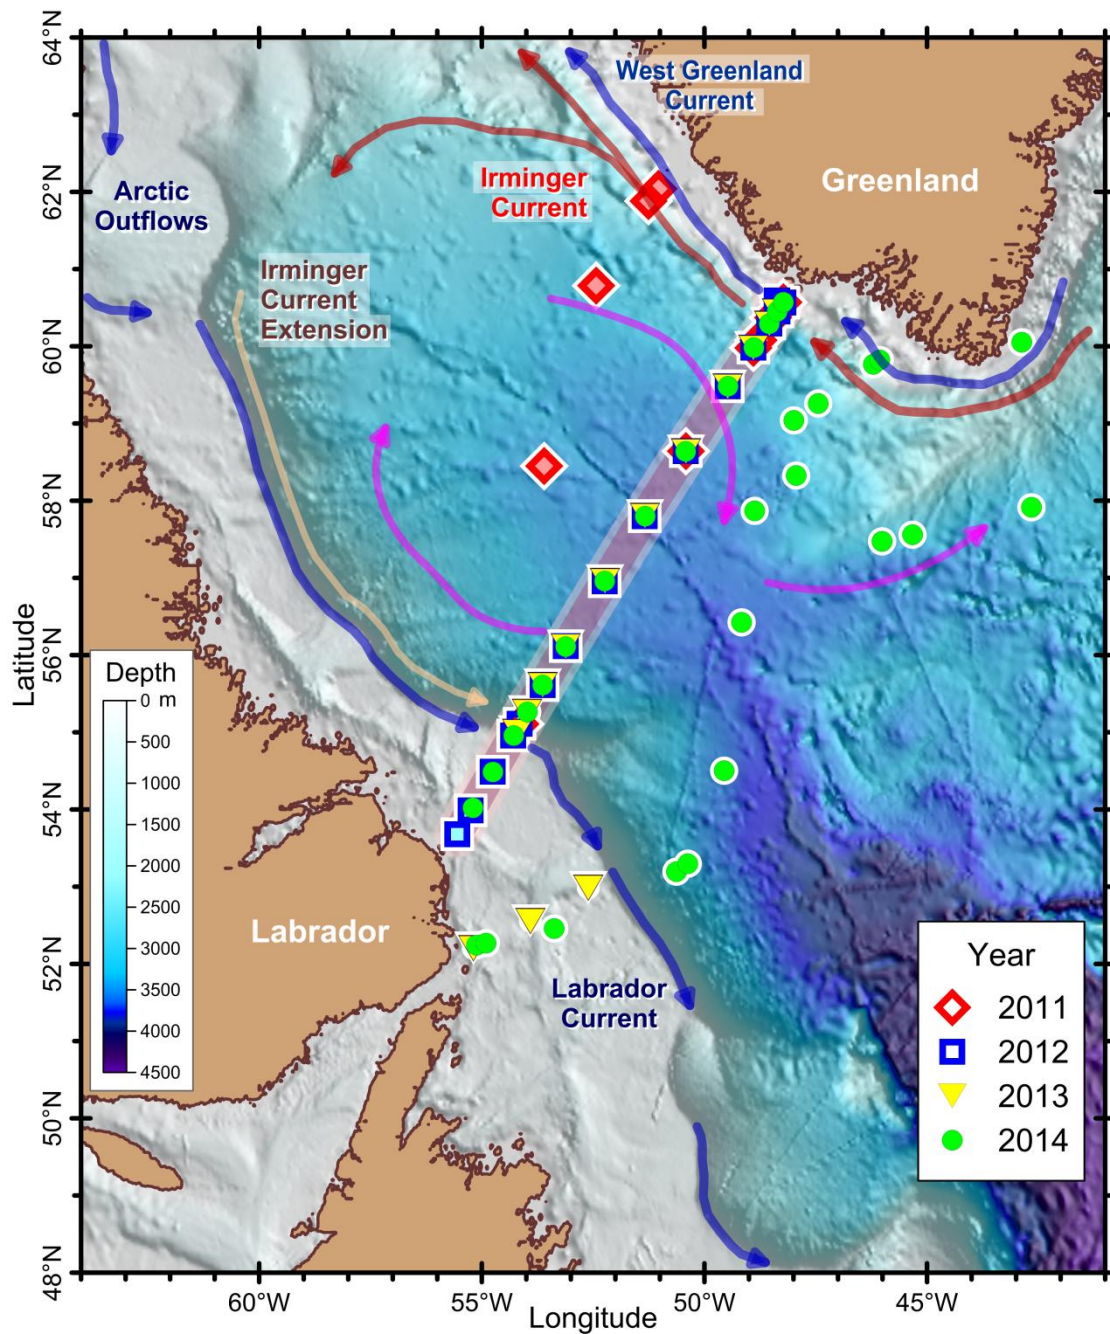 64°N
62°N
60°N
58°N
56°N
54°N
52°N
50°N
48°N
Latitude
60°W
55°W
50°W
45°W
Longitude
West Greenland
Current
Greenland
Irminger
Current
Arctic
Outflows
Irminger
Current
Extension
Labrador
Labrador
Current
Depth
0 m
500
1000
1500
2000
2500
3000
3500
4000
4500
Year
2011
2012
2013
2014